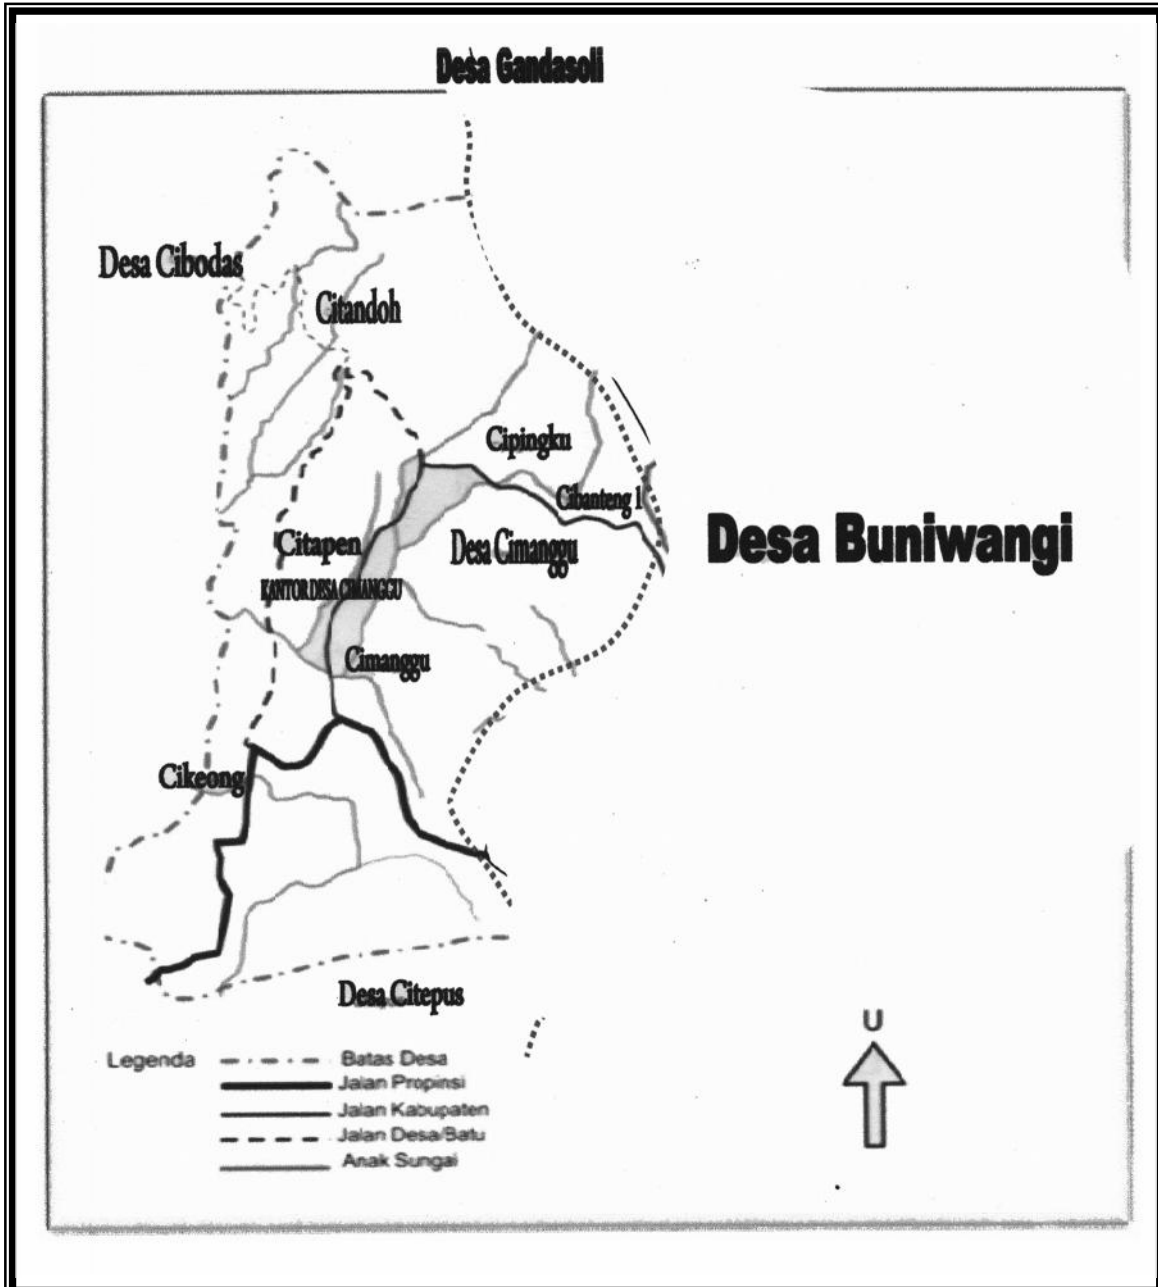 Desa Gandasoli
Desa Cibodas
Citandoh
Cipingku
Cibanteng 1
Desa Buniwangi
Citapen
Desa Cimanggu
KANTOR DESA CIMANGGU
Cimanggu
Cikeong
Desa Citepus
U
Legenda
Batas Desa
Jalan Propinsi
Jalan Kabupaten
Jalan Desa/Batu
Anak Sungai